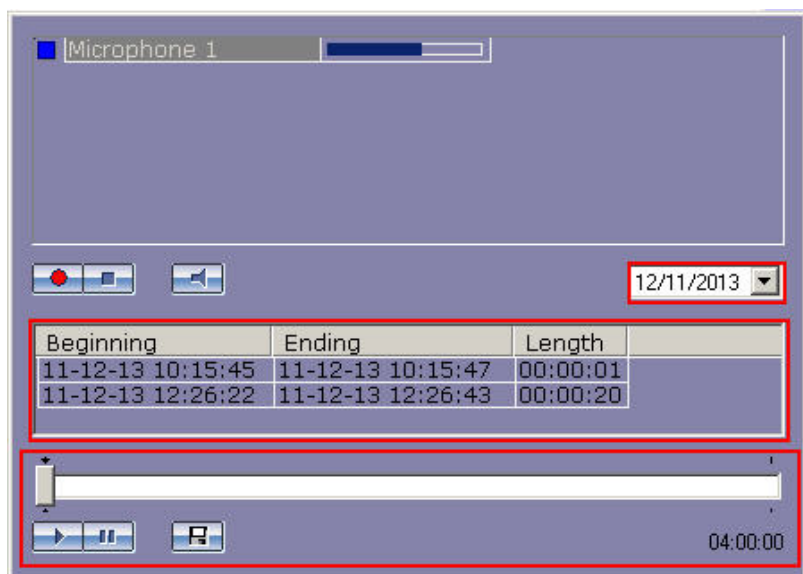 Microphone 1
12/11/2013
Beginning Ending Length
11-12-13 10:15:45 11-12-13 10:15:47 00:00:01
11-12-13 12:26:22 11-12-13 12:26:43 00:00:20
04:00:00